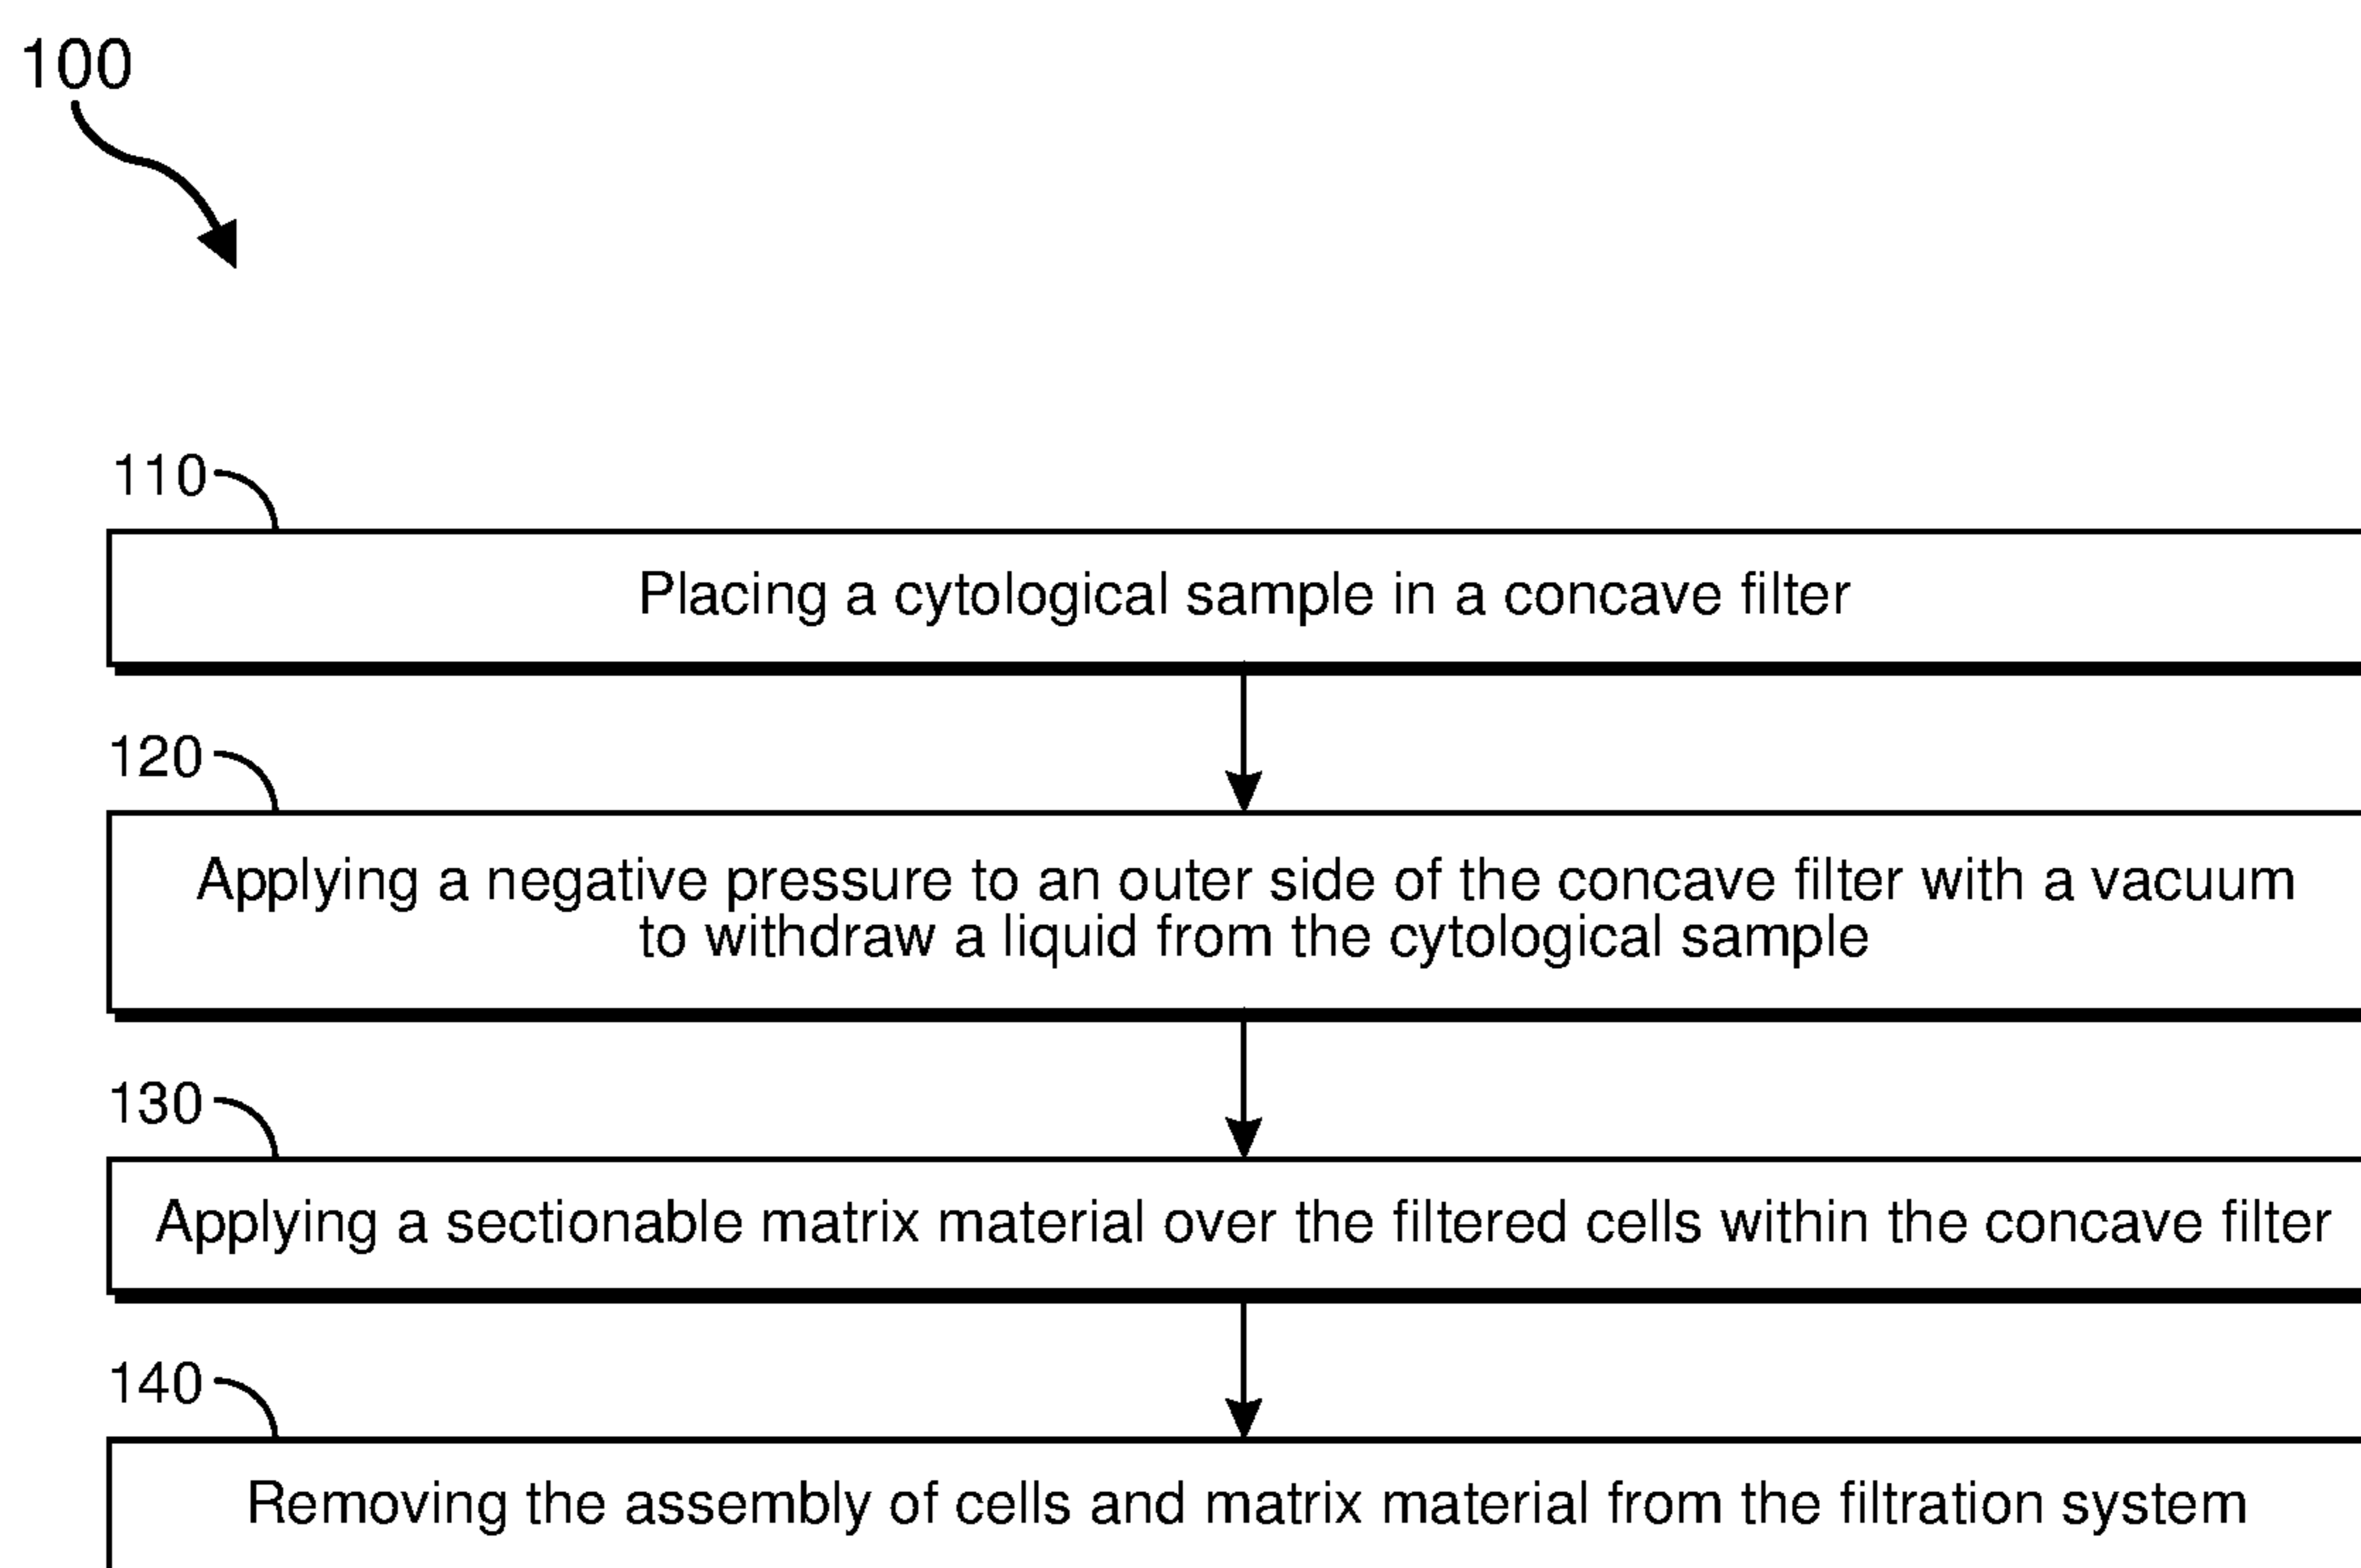 100
110
Placing a cytological sample in a concave filter
120
Applying a negative pressure to an outer side of the concave filter with a vacuum
to withdraw a liquid from the cytological sample
130
Applying a sectionable matrix material over the filtered cells within the concave filter
140
Removing the assembly of cells and matrix material from the filtration system